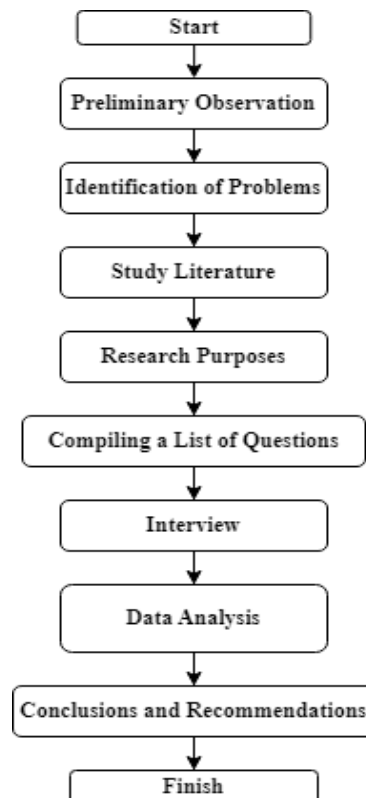 Start
Preliminary Observation
Identification of Problems
Study Literature
Research Purposes
Compiling a List of Questions
Interview
Data Analysis
Conclusions and Recommendations
Finish